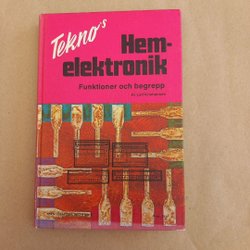 Tekno's
Hem-
elektronik
Funktioner och begrepp